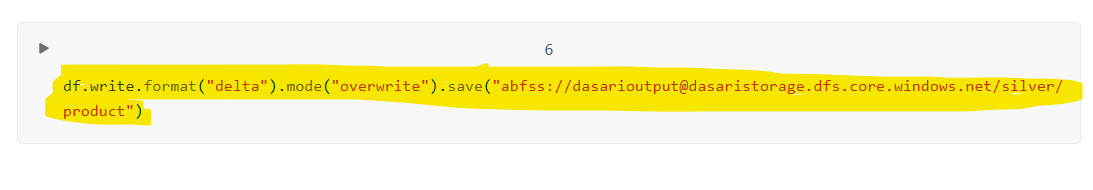 6
df.write.format("delta").mode("overwrite").save("abfss://dasarioutput@dasaristorage.dfs.core.windows.net/silver/
product")